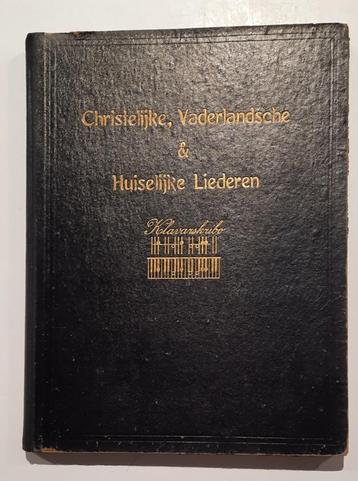 Christelijke, Vaderlandsche
&
Huiselijke Liederen
Klavarskribo